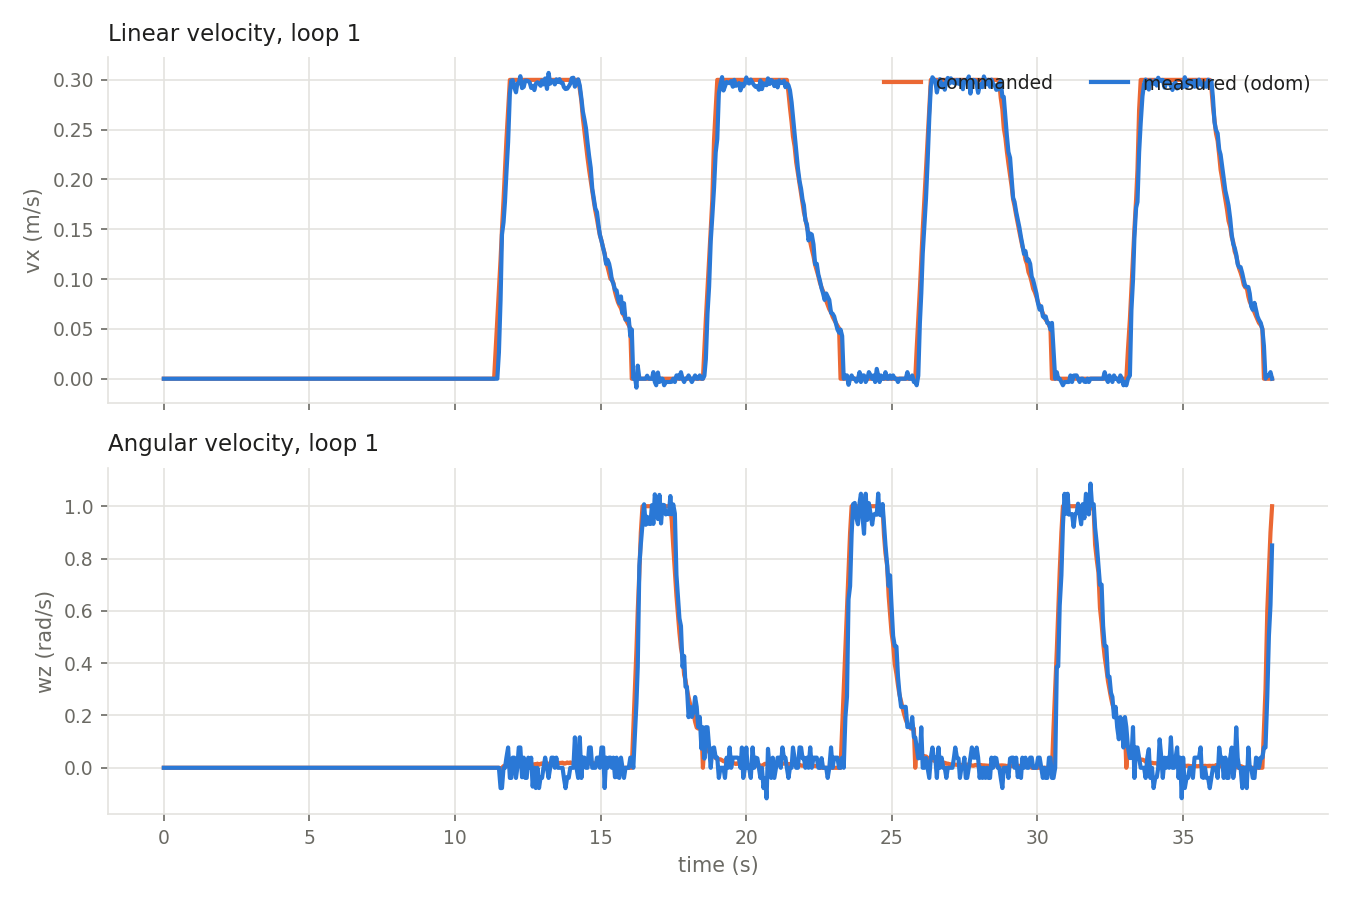 Linear velocity, loop 1
0.30
0.25
0.20
0.15
0.10
0.05
0.00
vx (m/s)
commanded
measured (odom)
Angular velocity, loop 1
1.0
0.8
0.6
0.4
0.2
0.0
wz (rad/s)
0 5 10 15 20 25 30 35
time (s)